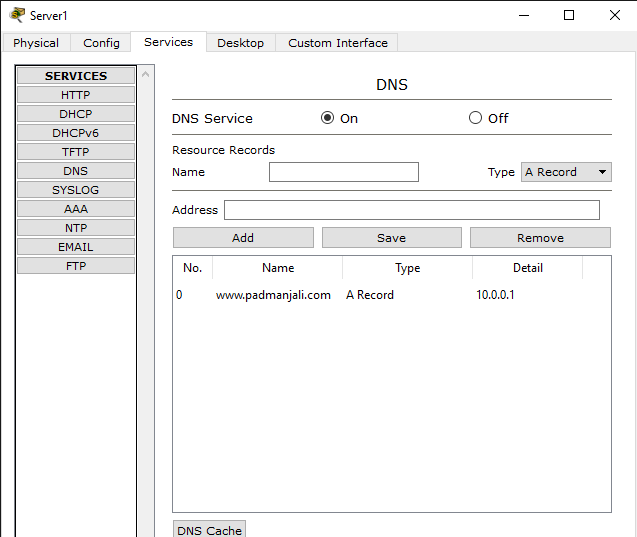 Server1
Physical Config Services Desktop Custom Interface
SERVICES
HTTP
DHCP
DHCPv6
TFTP
DNS
SYSLOG
AAA
NTP
EMAIL
FTP
DNS
DNS Service On Off
Resource Records
Name Type A Record
Address
Add Save Remove
No. Name Type Detail
0 www.padmanjali.com A Record 10.0.0.1
DNS Cache